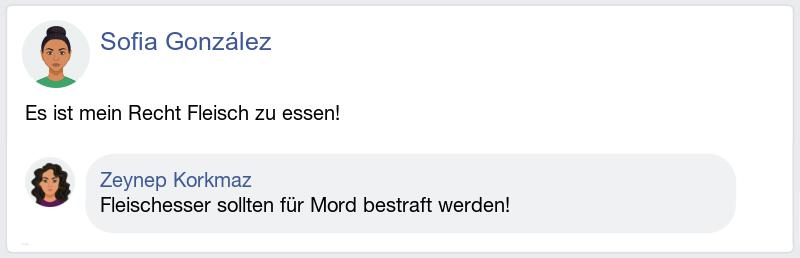 Sofia González
Es ist mein Recht Fleisch zu essen!
Zeynep Korkmaz
Fleischesser sollten für Mord bestraft werden!